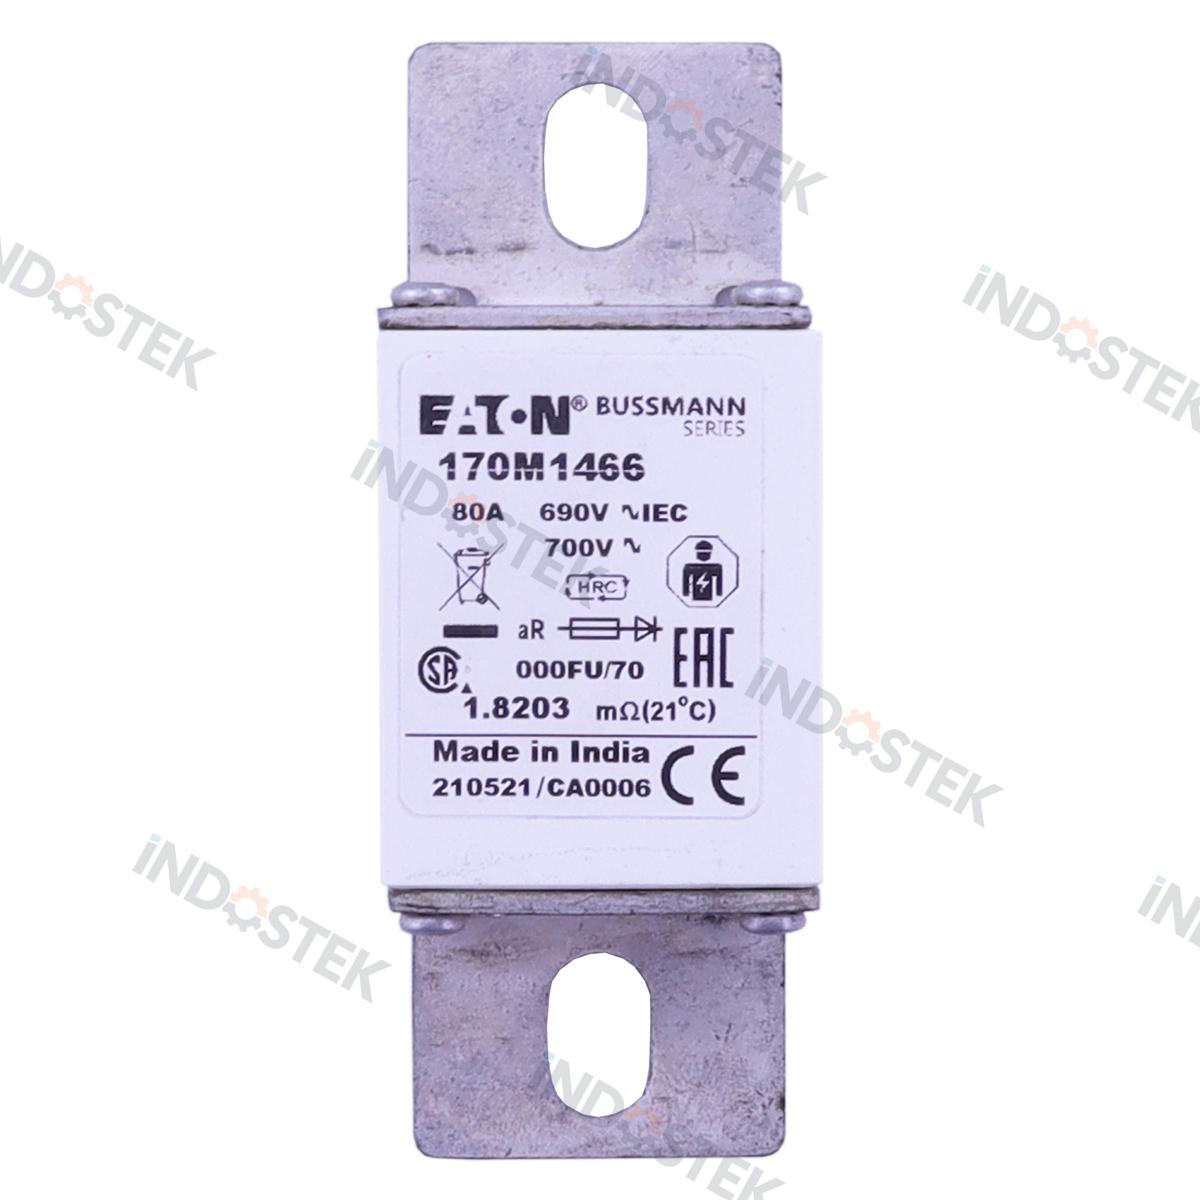 EATON® BUSSMANN
SERIES
170M1466
80A 690V ∿IEC
700V ∿
HRC
aR
000FU/70
EAC
SA
1.8203 mΩ(21°C)
Made in India
210521/CA0006 CE
iNDOSTEK
iNDOSTEK
iNDOSTEK
iNDOSTEK
iNDOSTEK
iNDOSTEK
iNDOSTEK